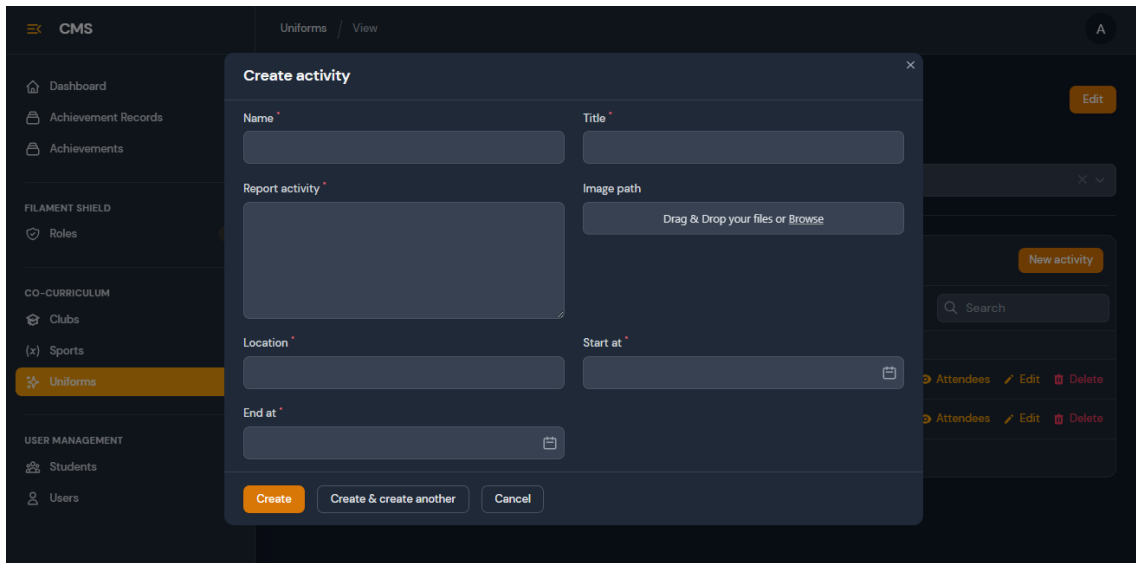 CMS
Uniforms / View
A
Dashboard
Achievement Records
Achievements
FILAMENT SHIELD
Roles
CO-CURRICULUM
Clubs
(x) Sports
Uniforms
USER MANAGEMENT
Students
Users
Edit
New activity
Search
Attendees Edit Delete
Attendees Edit Delete
Create activity
Name *
Title *
Report activity *
Image path
Drag & Drop your files or Browse
Location *
Start at *
End at *
Create
Create & create another
Cancel